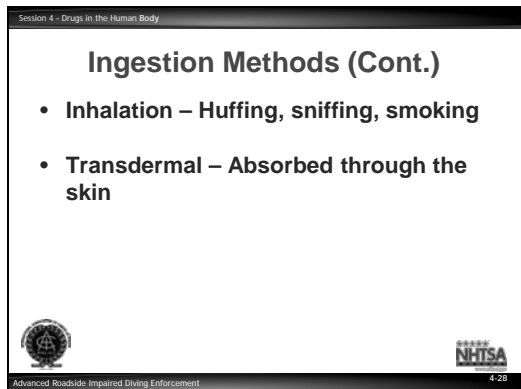 Session 4 - Drugs in the Human Body
Ingestion Methods (Cont.)
• Inhalation – Huffing, sniffing, smoking
• Transdermal – Absorbed through the
skin
NHTSA
4-28
Advanced Roadside Impaired Diving Enforcement